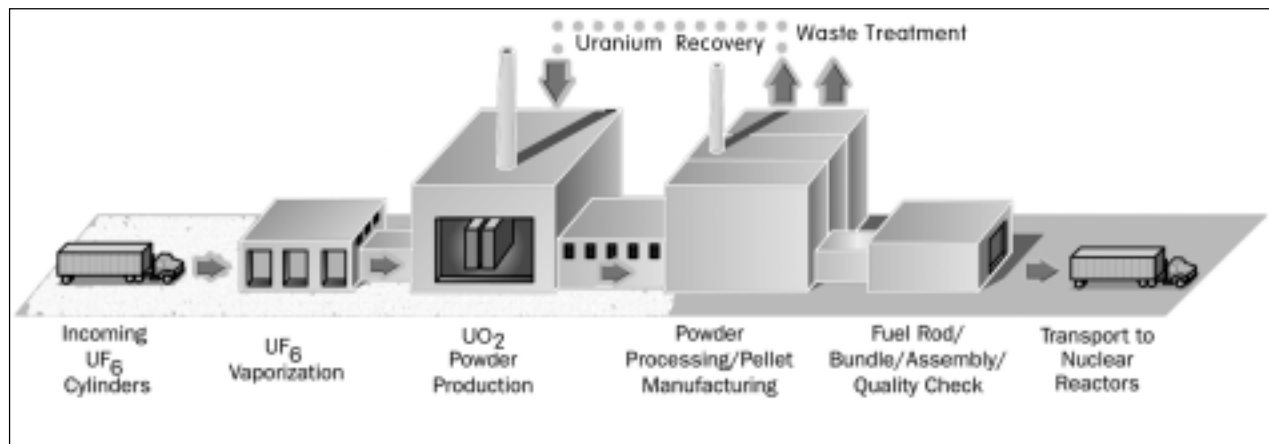 Uranium Recovery
Waste Treatment
Incoming
UF6
Cylinders
UF6
Vaporization
UO2
Powder
Production
Powder
Processing/Pellet
Manufacturing
Fuel Rod/
Bundle/Assembly/
Quality Check
Transport to
Nuclear
Reactors